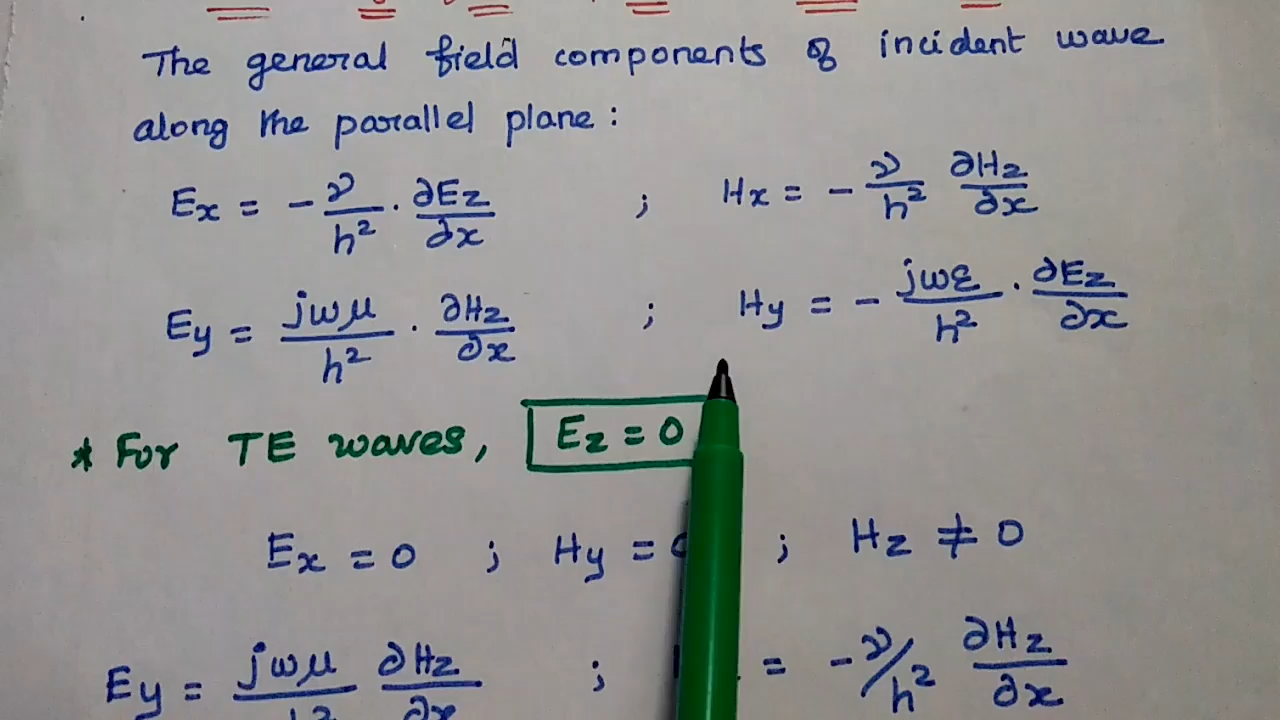 The general field components of incident wave
along the parallel plane :
Ex = - γ/h² . ∂Ez/∂x ; Hx = - γ/h² ∂Hz/∂x
Ey = jωμ/h² . ∂Hz/∂x ; Hy = - jωε/h² . ∂Ez/∂x
* For TE waves, Ez = 0
Ex = 0 ; Hy = ; Hz ≠ 0
Ey = jωμ/h² ∂Hz/∂x ; = - γ/h² ∂Hz/∂x